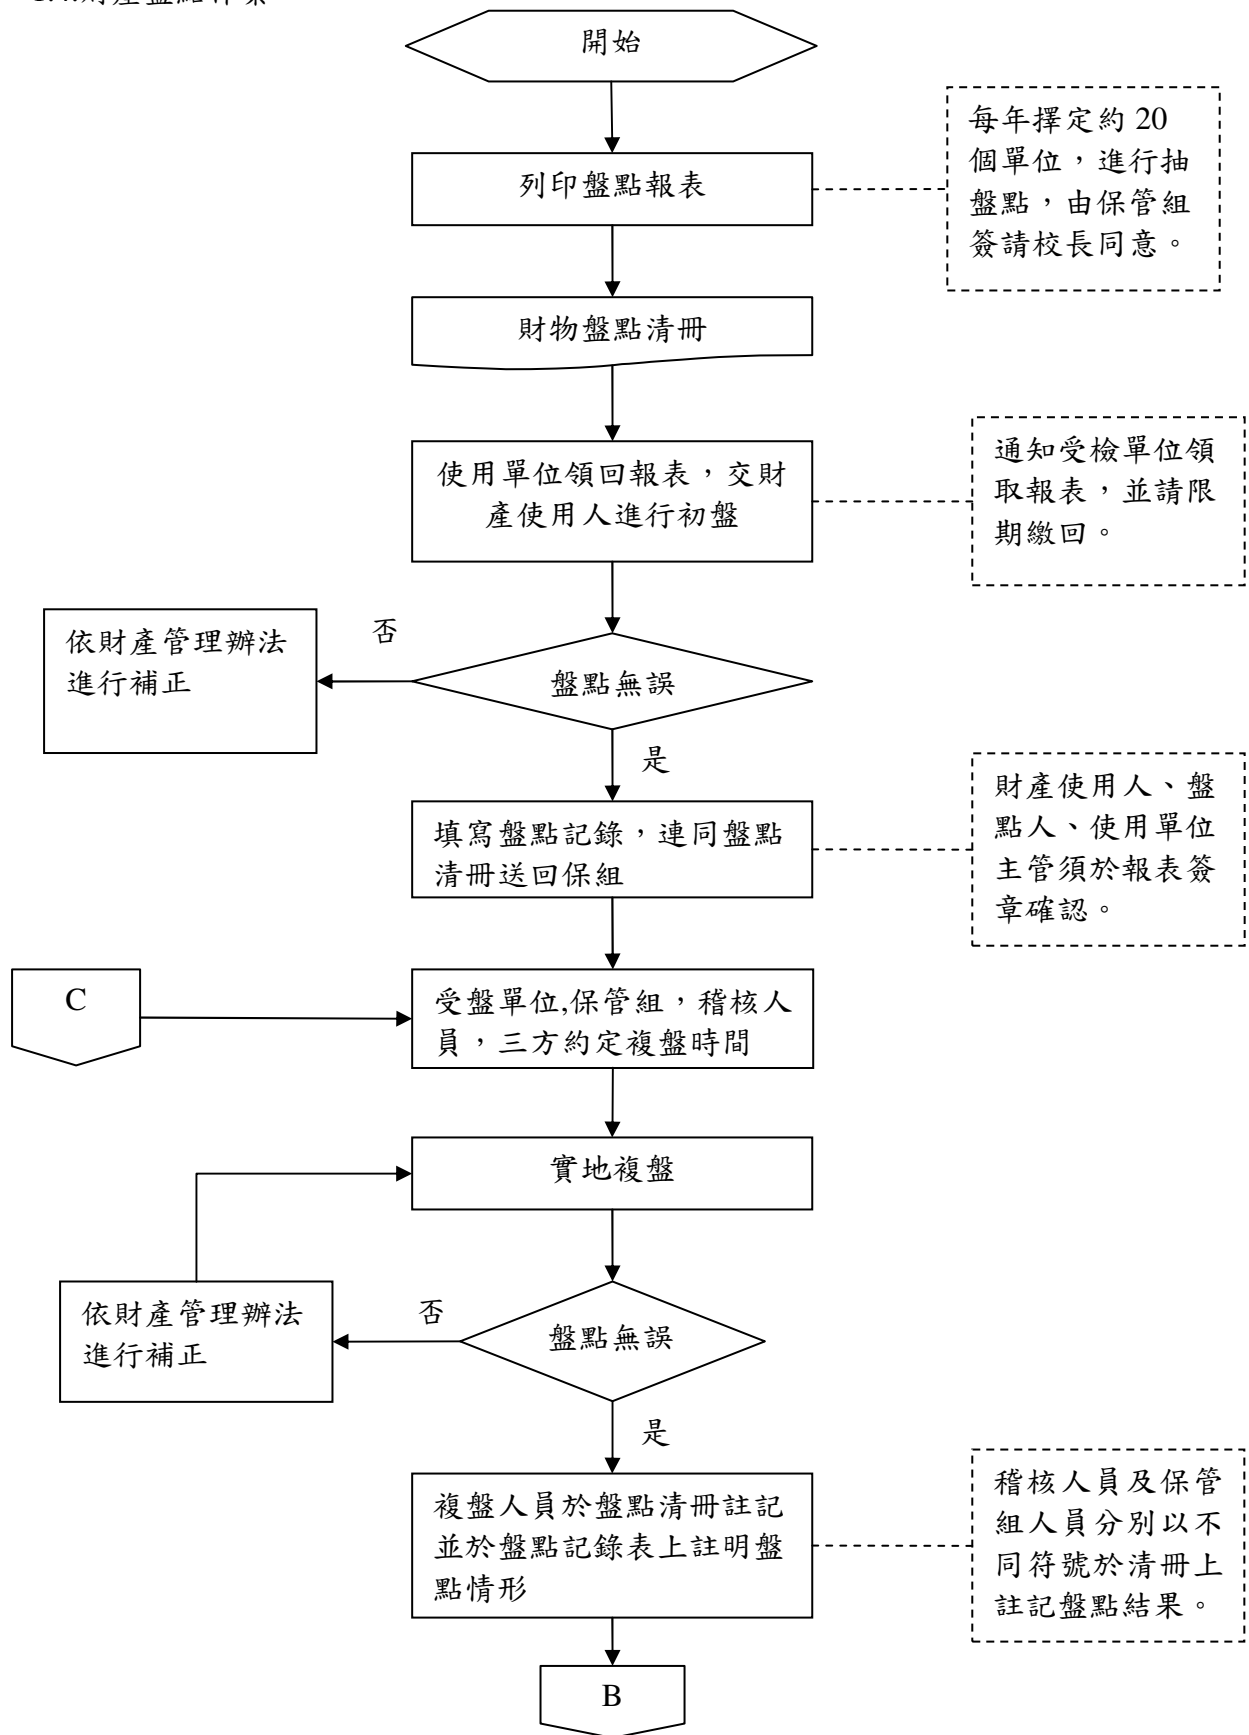 開始
每年擇定約 20
個單位，進行抽
盤點，由保管組
簽請校長同意。
列印盤點報表
財物盤點清冊
使用單位領回報表，交財
產使用人進行初盤
通知受檢單位領
取報表，並請限
期繳回。
依財產管理辦法
進行補正
否
盤點無誤
是
填寫盤點記錄，連同盤點
清冊送回保組
財產使用人、盤
點人、使用單位
主管須於報表簽
章確認。
C
受盤單位,保管組，稽核人
員，三方約定複盤時間
實地複盤
依財產管理辦法
進行補正
否
盤點無誤
是
複盤人員於盤點清冊註記
並於盤點記錄表上註明盤
點情形
稽核人員及保管
組人員分別以不
同符號於清冊上
註記盤點結果。
B